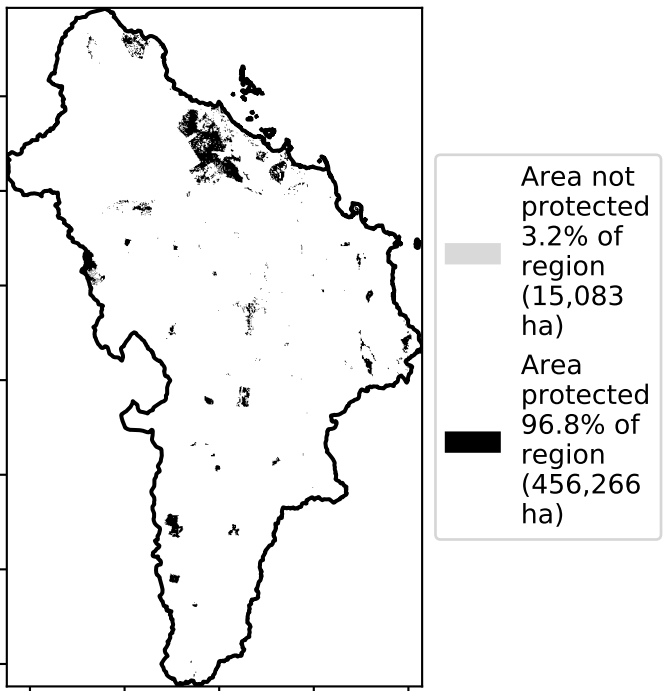 Area not
protected
3.2% of
region
(15,083
ha)
Area
protected
96.8% of
region
(456,266
ha)